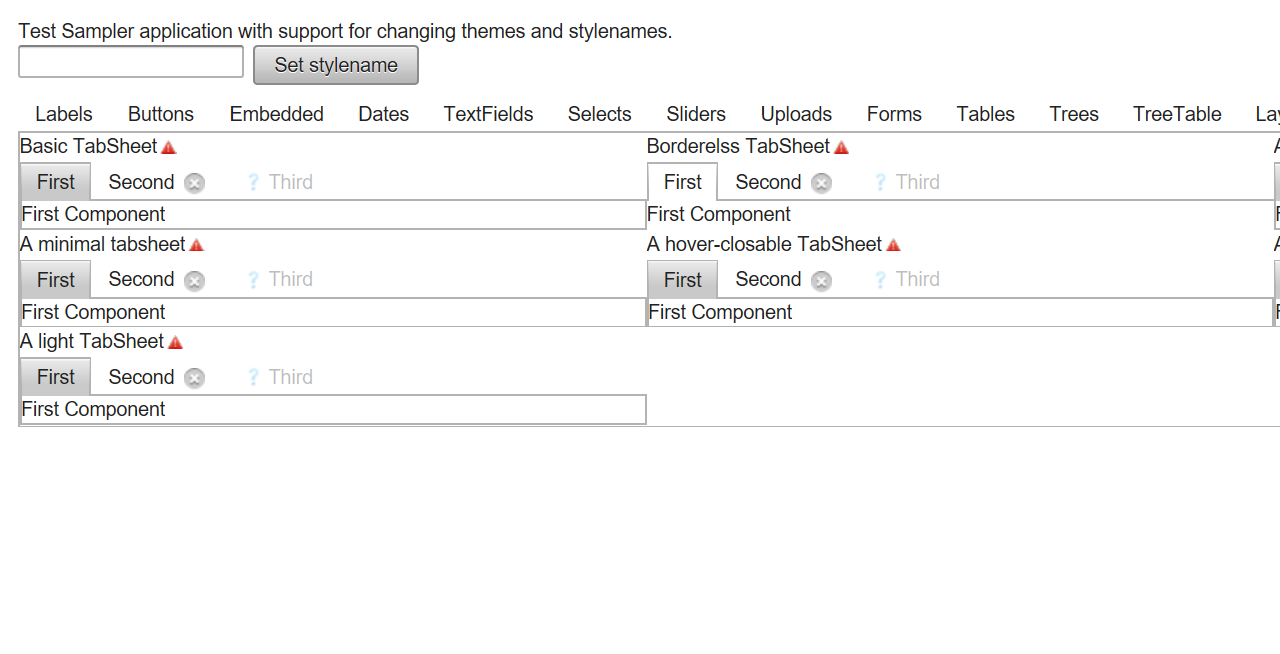 Test Sampler application with support for changing themes and stylenames.
Set stylename
Labels Buttons Embedded Dates TextFields Selects Sliders Uploads Forms Tables Trees TreeTable
Basic TabSheet Borderelss TabSheet
First Second ? Third First Second ? Third
First Component First Component
A minimal tabsheet A hover-closable TabSheet
First Second ? Third First Second ? Third
First Component First Component
A light TabSheet
First Second ? Third
First Component